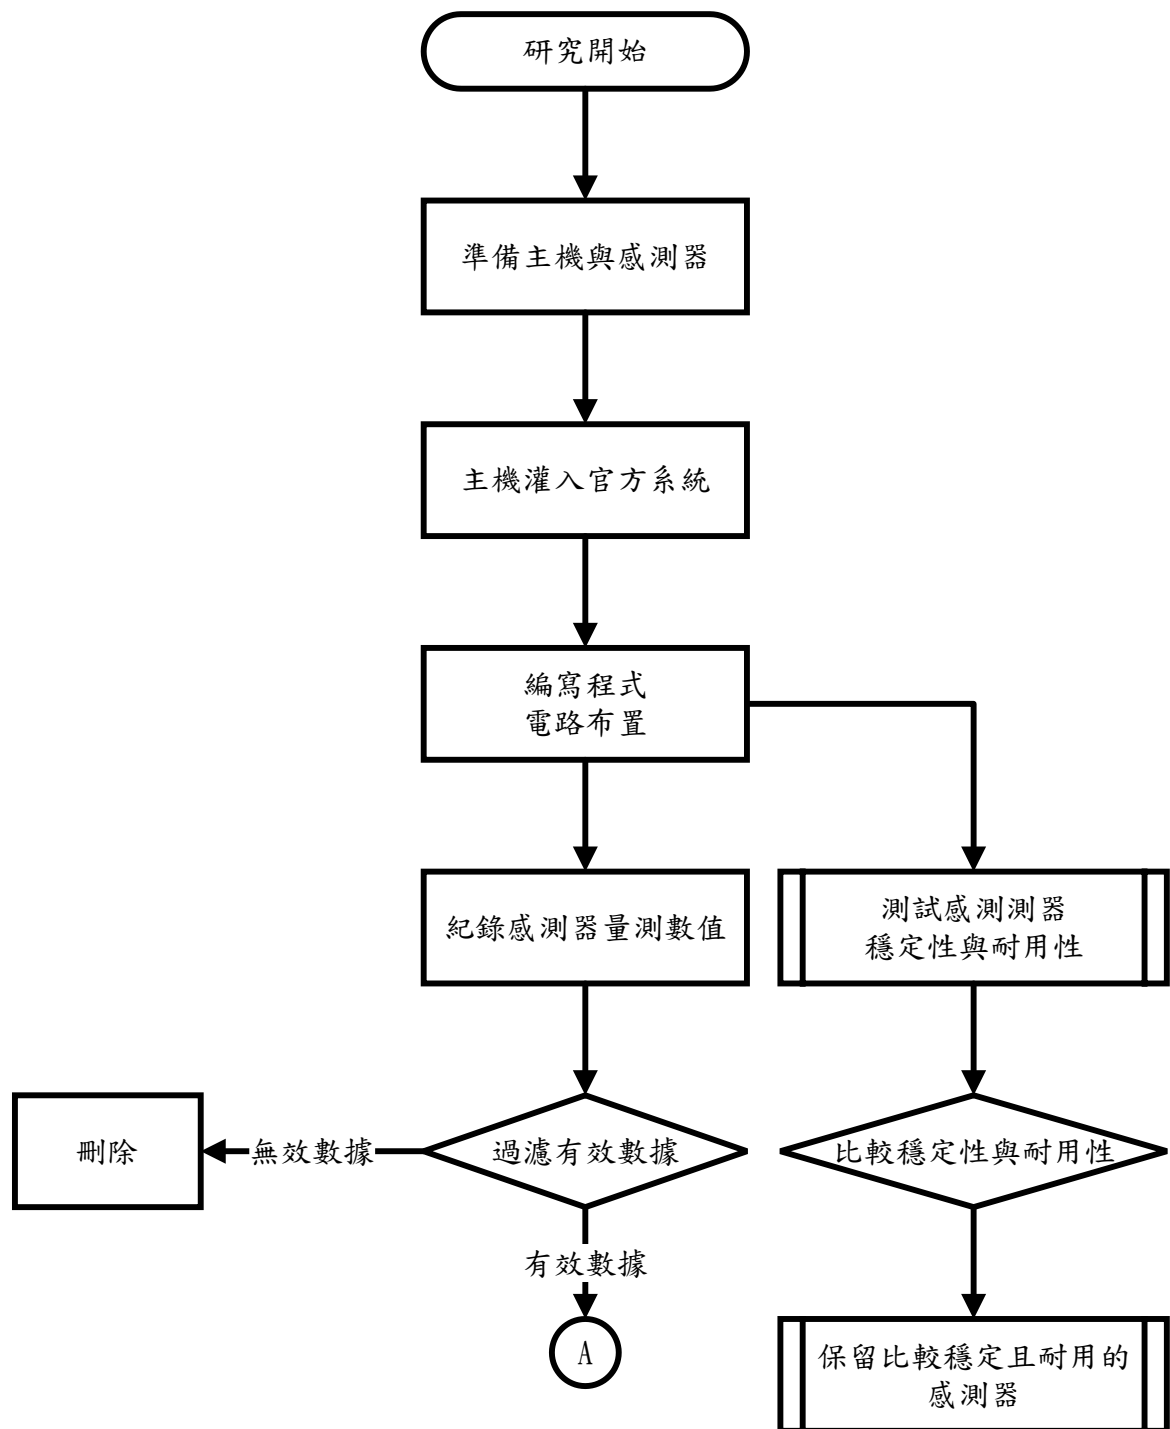 研究開始
準備主機與感測器
主機灌入官方系統
編寫程式
電路布置
紀錄感測器量測數值
測試感測測器
穩定性與耐用性
刪除
無效數據
過濾有效數據
比較穩定性與耐用性
有效數據
A
保留比較穩定且耐用的
感測器